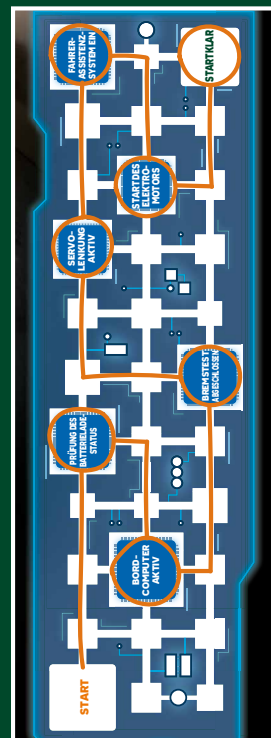 START
PRÜFUNG DES
BATTERIELADE-
STATUS
BORD-
COMPUTER
AKTIV
BREMSTEST
ABGESCHLOSSEN
SERVO-
LENKUNG
AKTIV
FAHRER-
ASSISTENZ-
SYSTEM EIN
START DES
ELEKTRO-
MOTORS
STARTKLAR